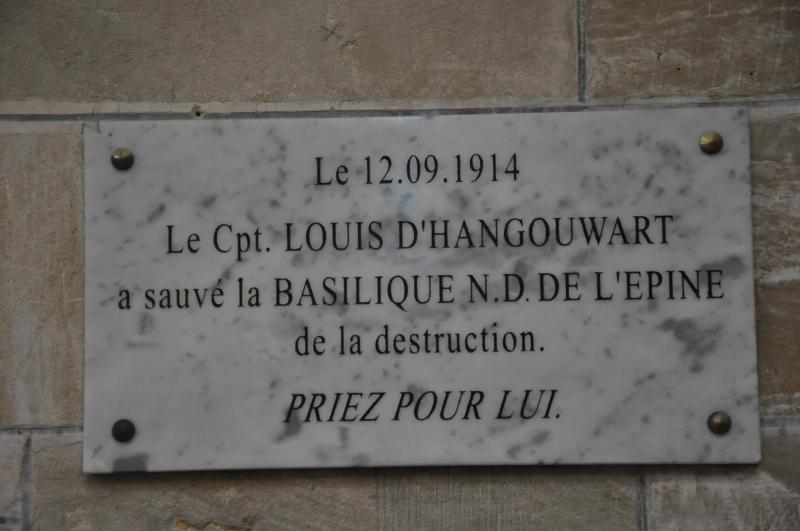 Le 12.09.1914
Le Cpt. LOUIS D'HANGOUWART
a sauvé la BASILIQUE N.D. DE L'EPINE
de la destruction.
PRIEZ POUR LUI.